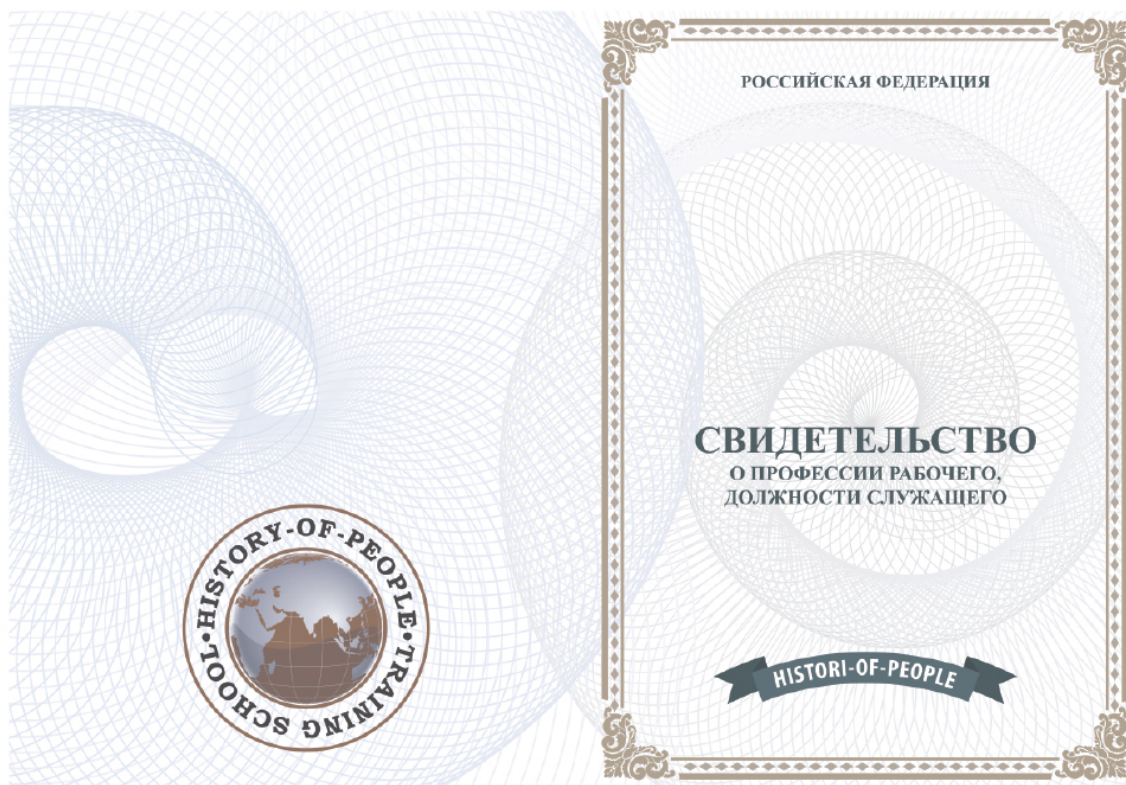 РОССИЙСКАЯ ФЕДЕРАЦИЯ
СВИДЕТЕЛЬСТВО
О ПРОФЕССИИ РАБОЧЕГО,
ДОЛЖНОСТИ СЛУЖАЩЕГО
HISTORI-OF-PEOPLE
HISTORY-OF-PEOPLE•TRAINING SCHOOL•